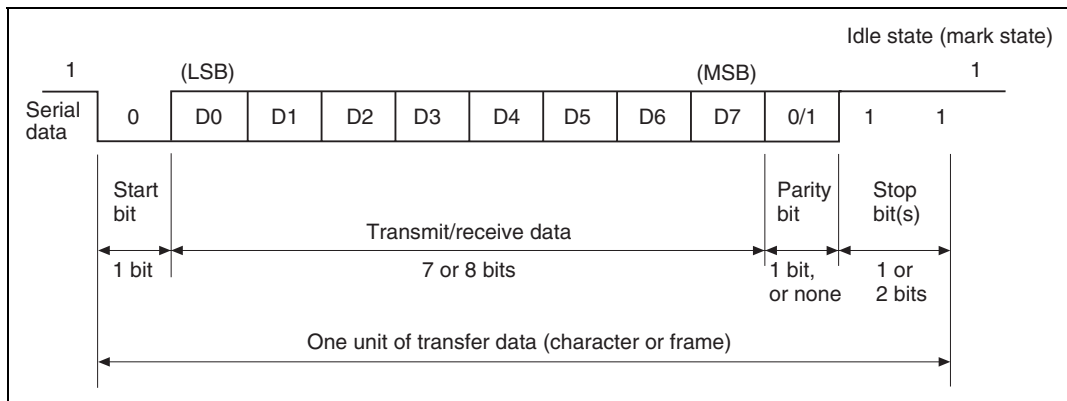 Idle state (mark state)
1 (LSB) (MSB) 1
Serial data 0 D0 D1 D2 D3 D4 D5 D6 D7 0/1 1 1
Start bit
Parity bit
Stop bit(s)
Transmit/receive data
1 bit
7 or 8 bits
1 bit, or none
1 or 2 bits
One unit of transfer data (character or frame)